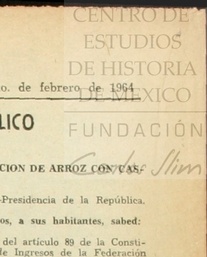 CENTRO DE
ESTUDIOS
DE HISTORIA
DE MÉXICO
FUNDACIÓN
Carlos Slim
o. de febrero de 1964
LICO
CION DE ARROZ CON CAS-
-Presidencia de la República.
os, a sus habitantes, sabed:
del artículo 89 de la Consti-
de Ingresos de la Federación